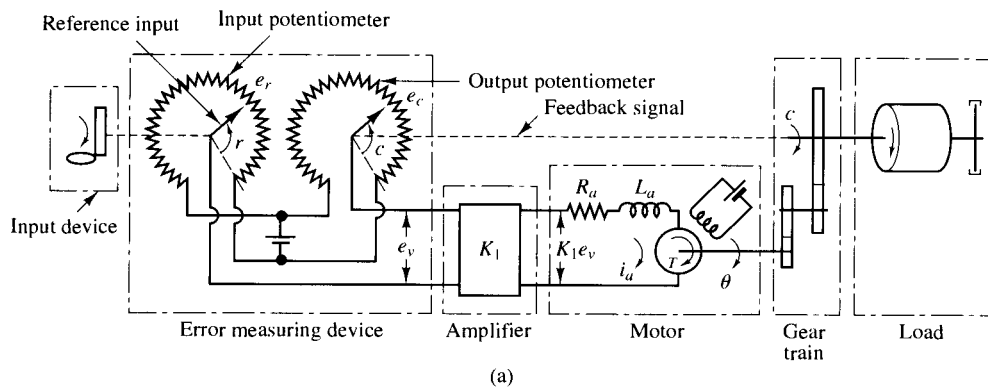 Reference input
Input potentiometer
e_r
r
Output potentiometer
e_c
c
Feedback signal
c
Input device
R_a
L_a
e_v
K_1
K_1e_v
i_a
T
θ
Error measuring device
Amplifier
Motor
Gear
train
Load
(a)